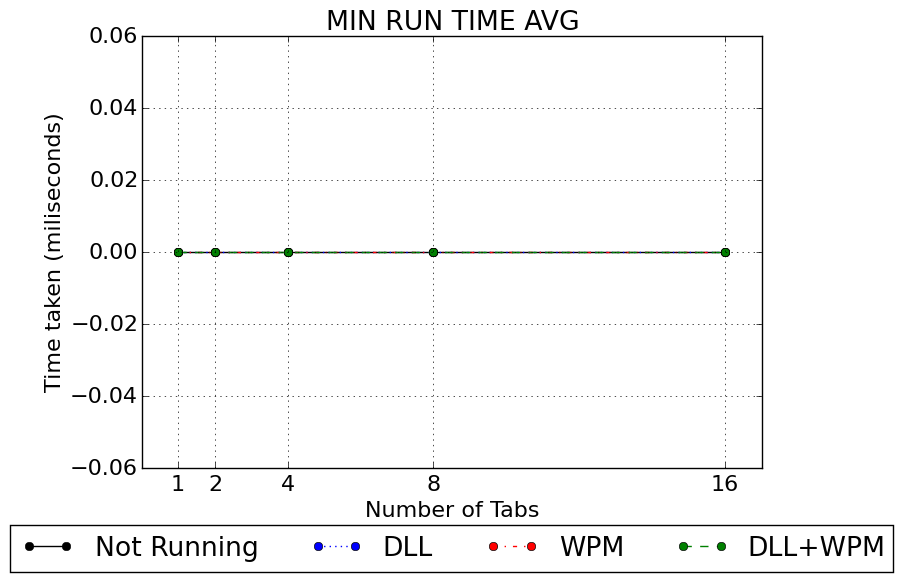 MIN RUN TIME AVG
0.06
0.04
0.02
0.00
−0.02
−0.04
−0.06
Time taken (miliseconds)
1 2 4 8 16
Number of Tabs
Not Running DLL WPM DLL+WPM